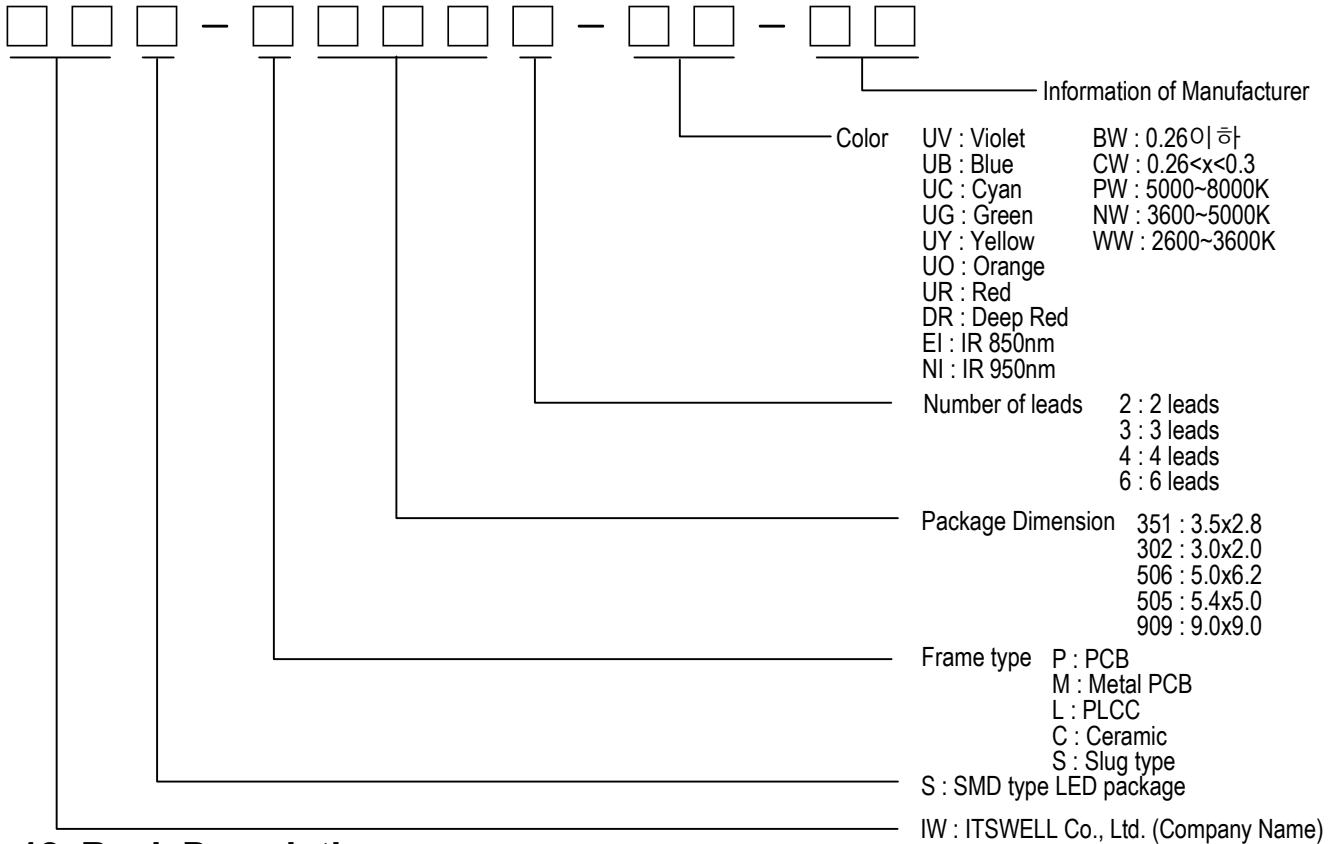 Information of Manufacturer
Color UV : Violet BW : 0.26이하
UB : Blue CW : 0.26<x<0.3
UC : Cyan PW : 5000~8000K
UG : Green NW : 3600~5000K
UY : Yellow WW : 2600~3600K
UO : Orange
UR : Red
DR : Deep Red
EI : IR 850nm
NI : IR 950nm
Number of leads 2 : 2 leads
3 : 3 leads
4 : 4 leads
6 : 6 leads
Package Dimension 351 : 3.5x2.8
302 : 3.0x2.0
506 : 5.0x6.2
505 : 5.4x5.0
909 : 9.0x9.0
Frame type P : PCB
M : Metal PCB
L : PLCC
C : Ceramic
S : Slug type
S : SMD type LED package
IW : ITSWELL Co., Ltd. (Company Name)